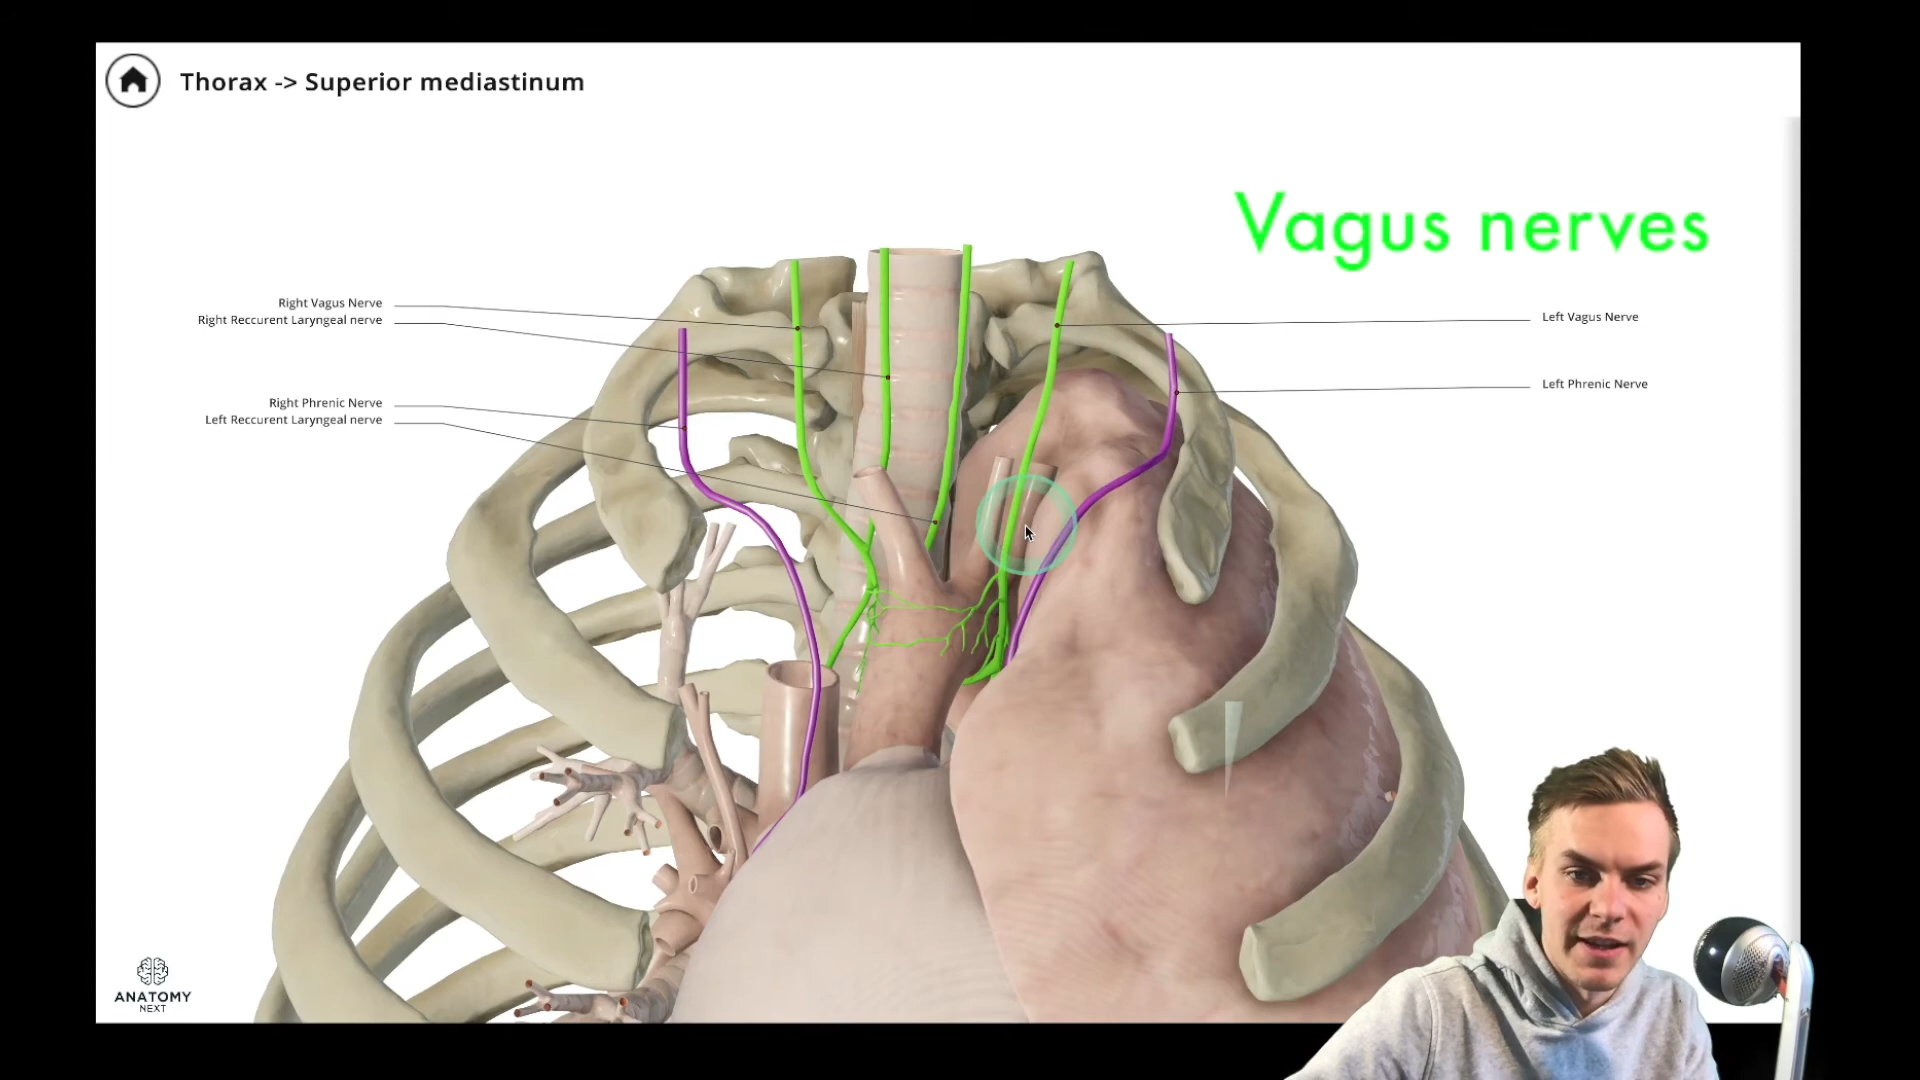 Thorax -> Superior mediastinum
Vagus nerves
Right Vagus Nerve
Right Reccurent Laryngeal nerve
Left Vagus Nerve
Left Phrenic Nerve
Right Phrenic Nerve
Left Reccurent Laryngeal nerve
ANATOMY
NEXT